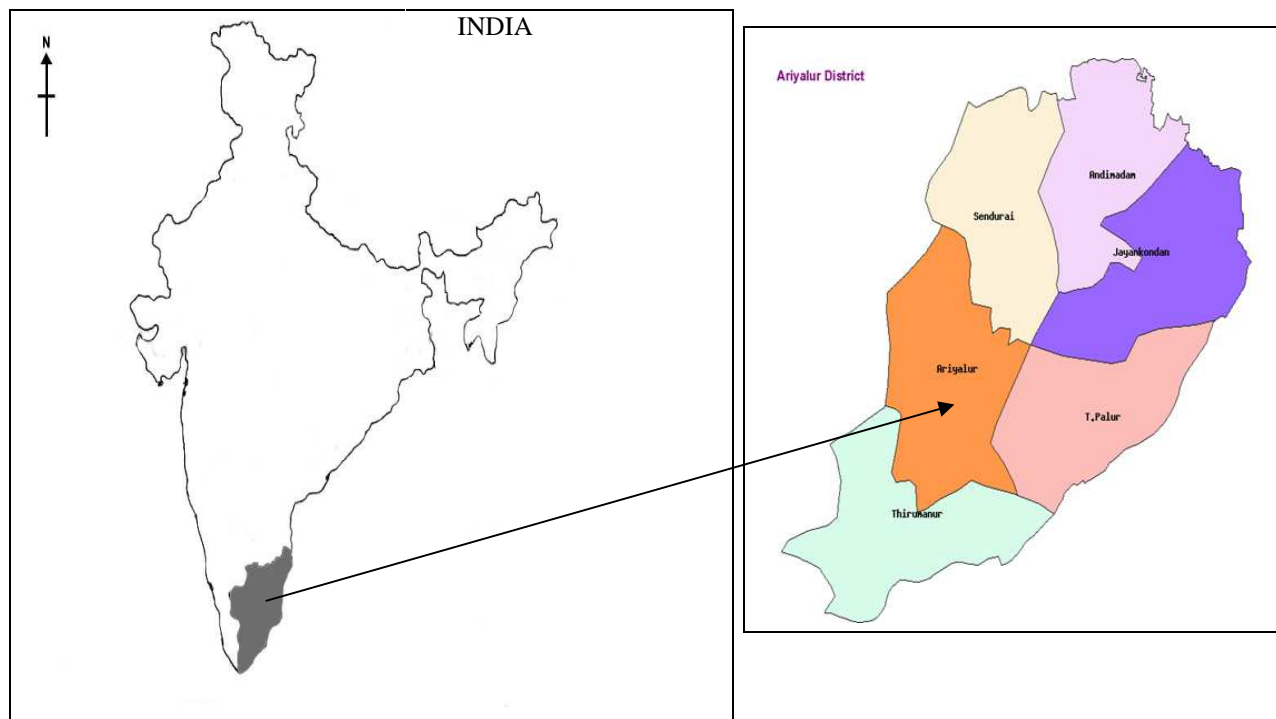 INDIA
N
Ariyalur District
Andimadam
Sendurai
Jayankondan
Ariyalur
T.Palur
Thirumanur